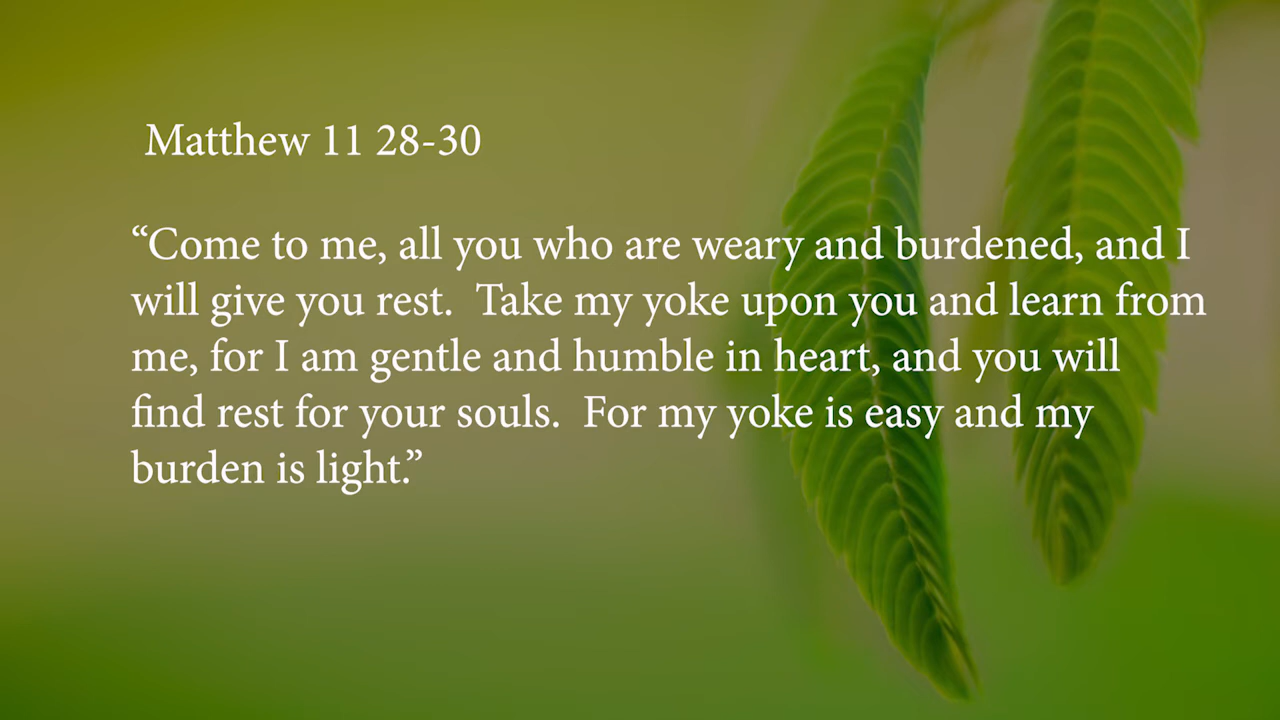 Matthew 11 28-30
“Come to me, all you who are weary and burdened, and I
will give you rest.  Take my yoke upon you and learn from
me, for I am gentle and humble in heart, and you will
find rest for your souls.  For my yoke is easy and my
burden is light.”